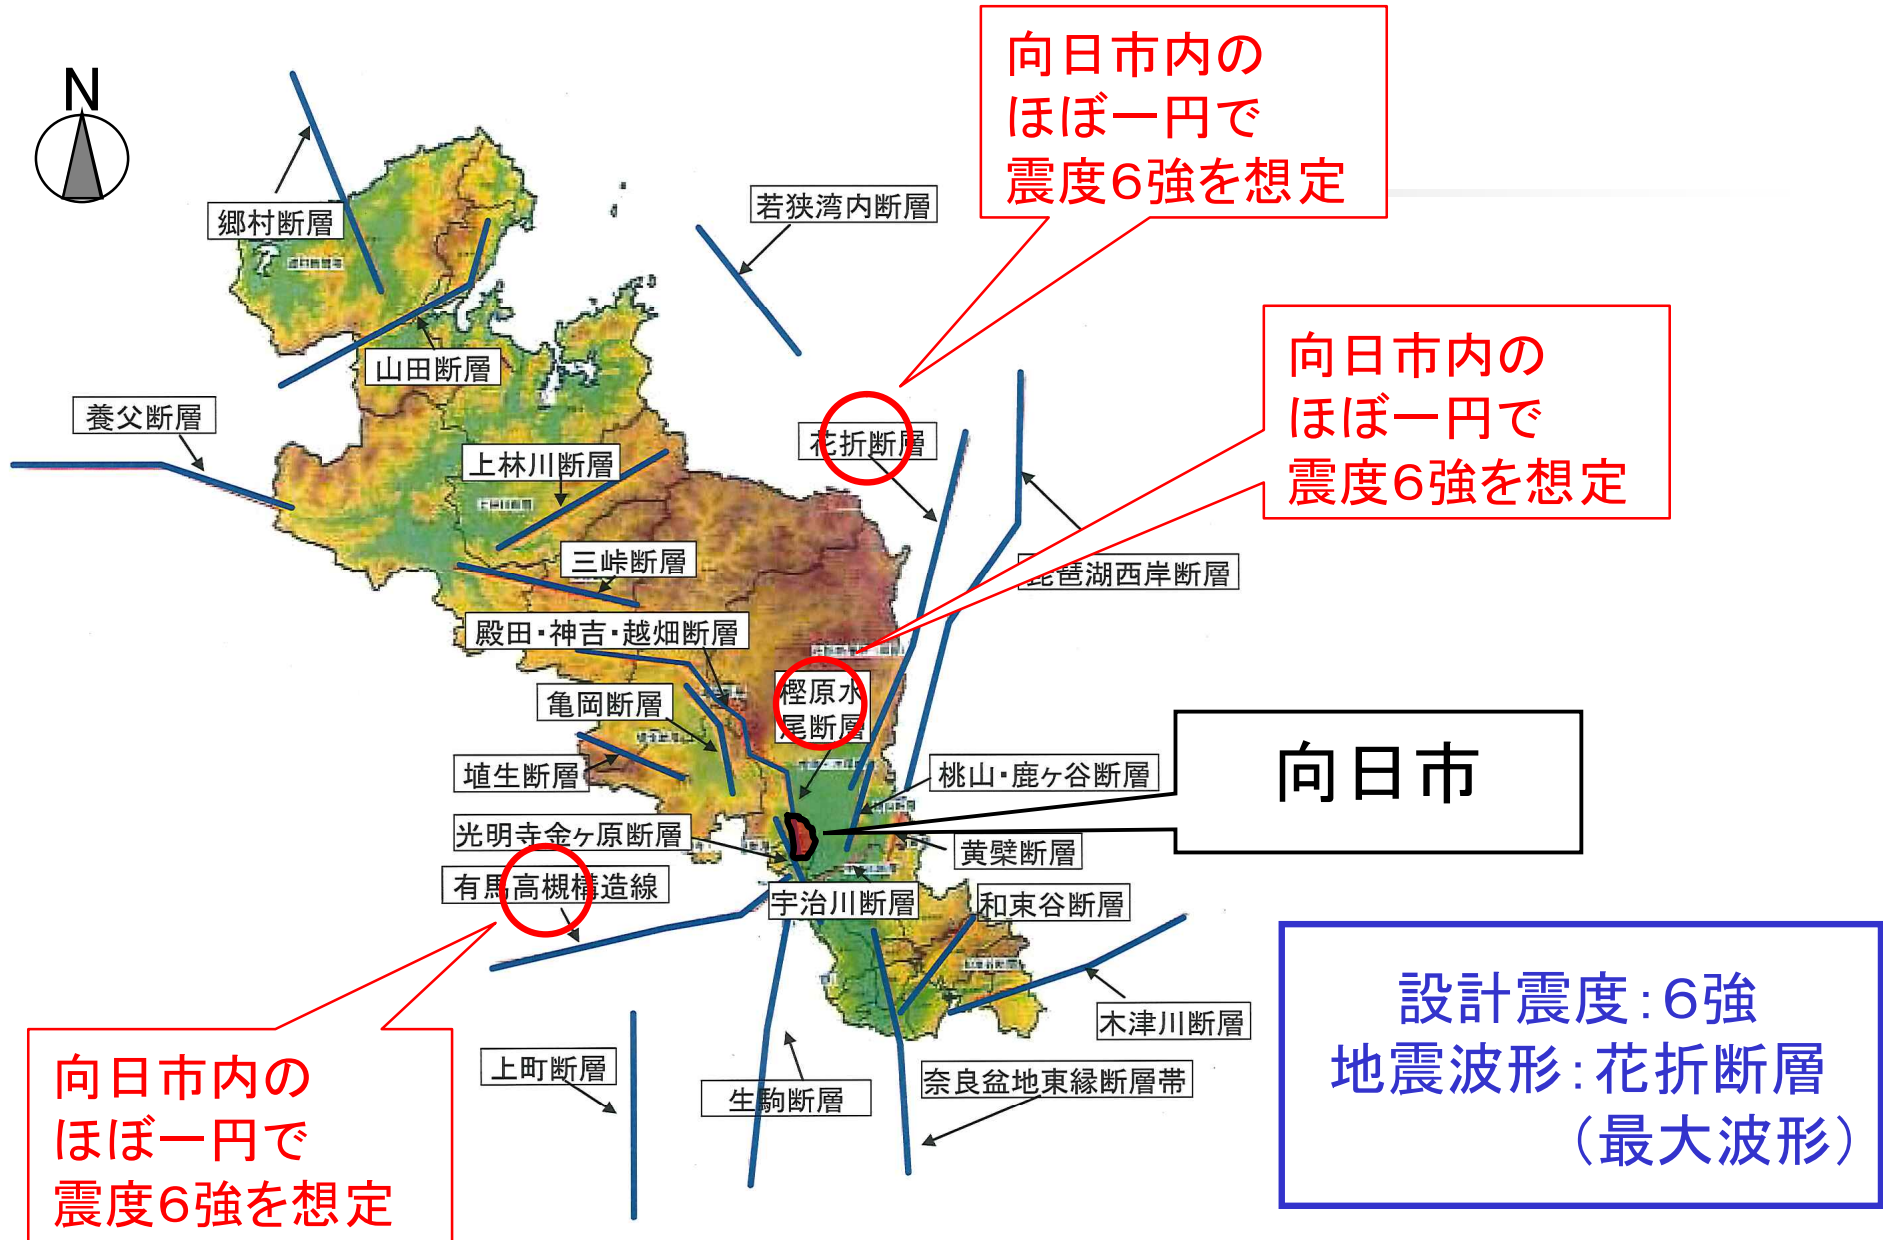 N
向日市内の
ほぼ一円で
震度6強を想定
郷村断層
若狭湾内断層
山田断層
向日市内の
ほぼ一円で
震度6強を想定
養父断層
花折断層
上林川断層
三峠断層
琵琶湖西岸断層
殿田・神吉・越畑断層
亀岡断層
樫原水
尾断層
埴生断層
桃山・鹿ヶ谷断層
向日市
光明寺金ヶ原断層
黄檗断層
有馬高槻構造線
宇治川断層
和束谷断層
木津川断層
上町断層
生駒断層
奈良盆地東縁断層帯
向日市内の
ほぼ一円で
震度6強を想定
設計震度:6強
地震波形:花折断層
(最大波形)